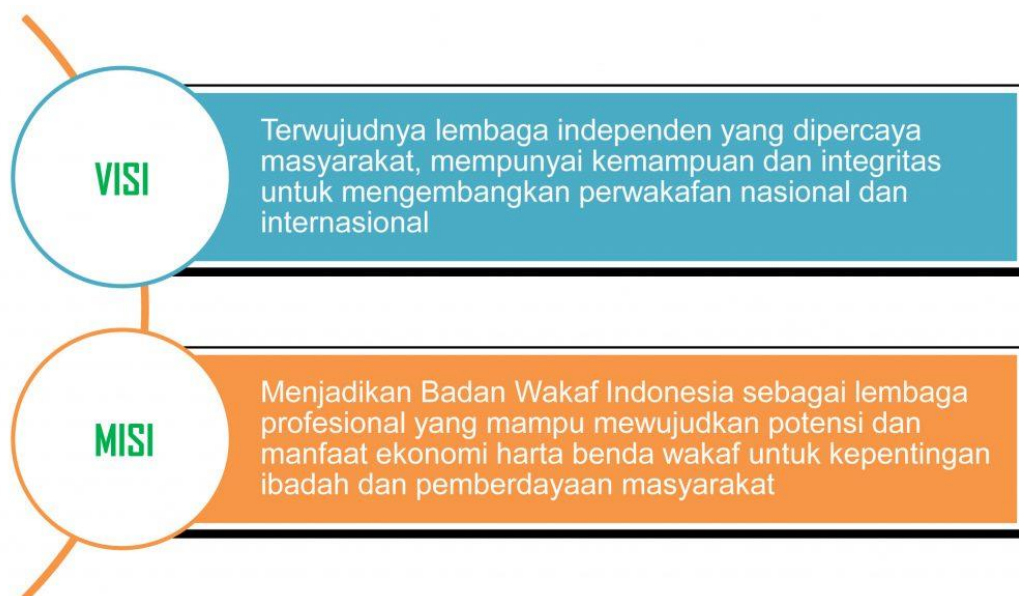 VISI
Terwujudnya lembaga independen yang dipercaya
masyarakat, mempunyai kemampuan dan integritas
untuk mengembangkan perwakafan nasional dan
internasional
MISI
Menjadikan Badan Wakaf Indonesia sebagai lembaga
profesional yang mampu mewujudkan potensi dan
manfaat ekonomi harta benda wakaf untuk kepentingan
ibadah dan pemberdayaan masyarakat